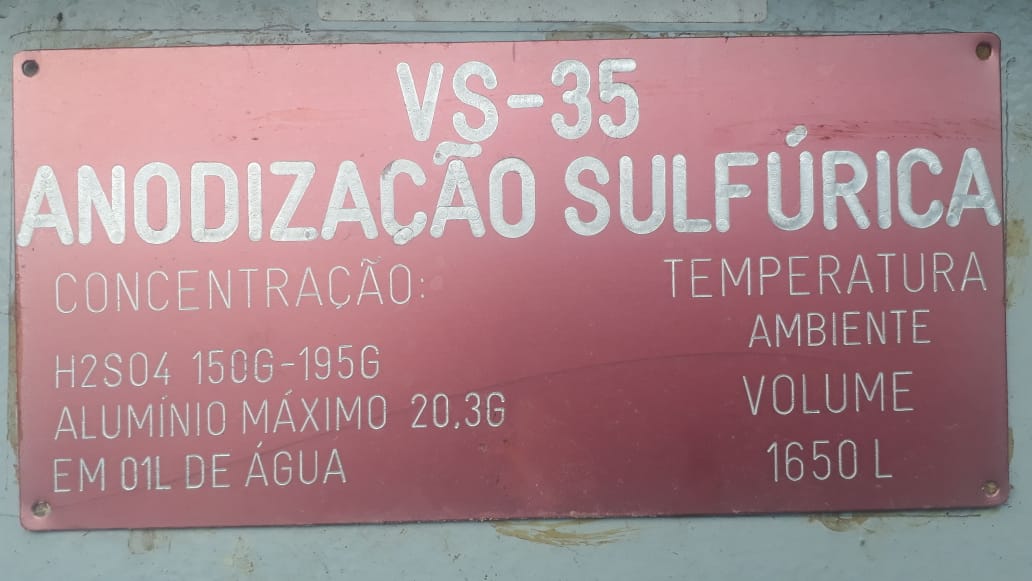 VS-35
ANODIZAÇÃO SULFÚRICA
CONCENTRAÇÃO:
H2SO4 150G-195G
ALUMÍNIO MÁXIMO 20,3G
EM 01L DE ÁGUA
TEMPERATURA
AMBIENTE
VOLUME
1650 L